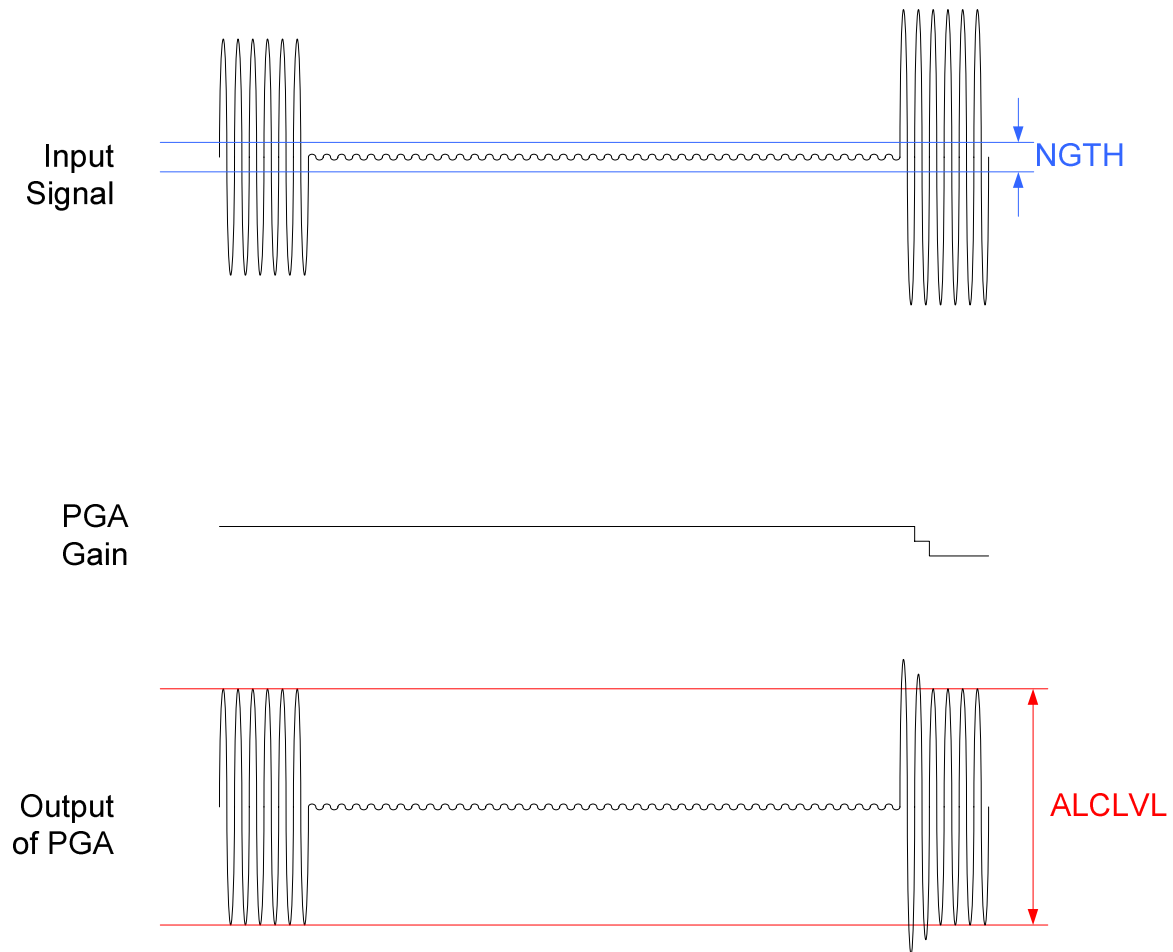 Input
Signal
NGTH
PGA
Gain
Output
of PGA
ALCLVL